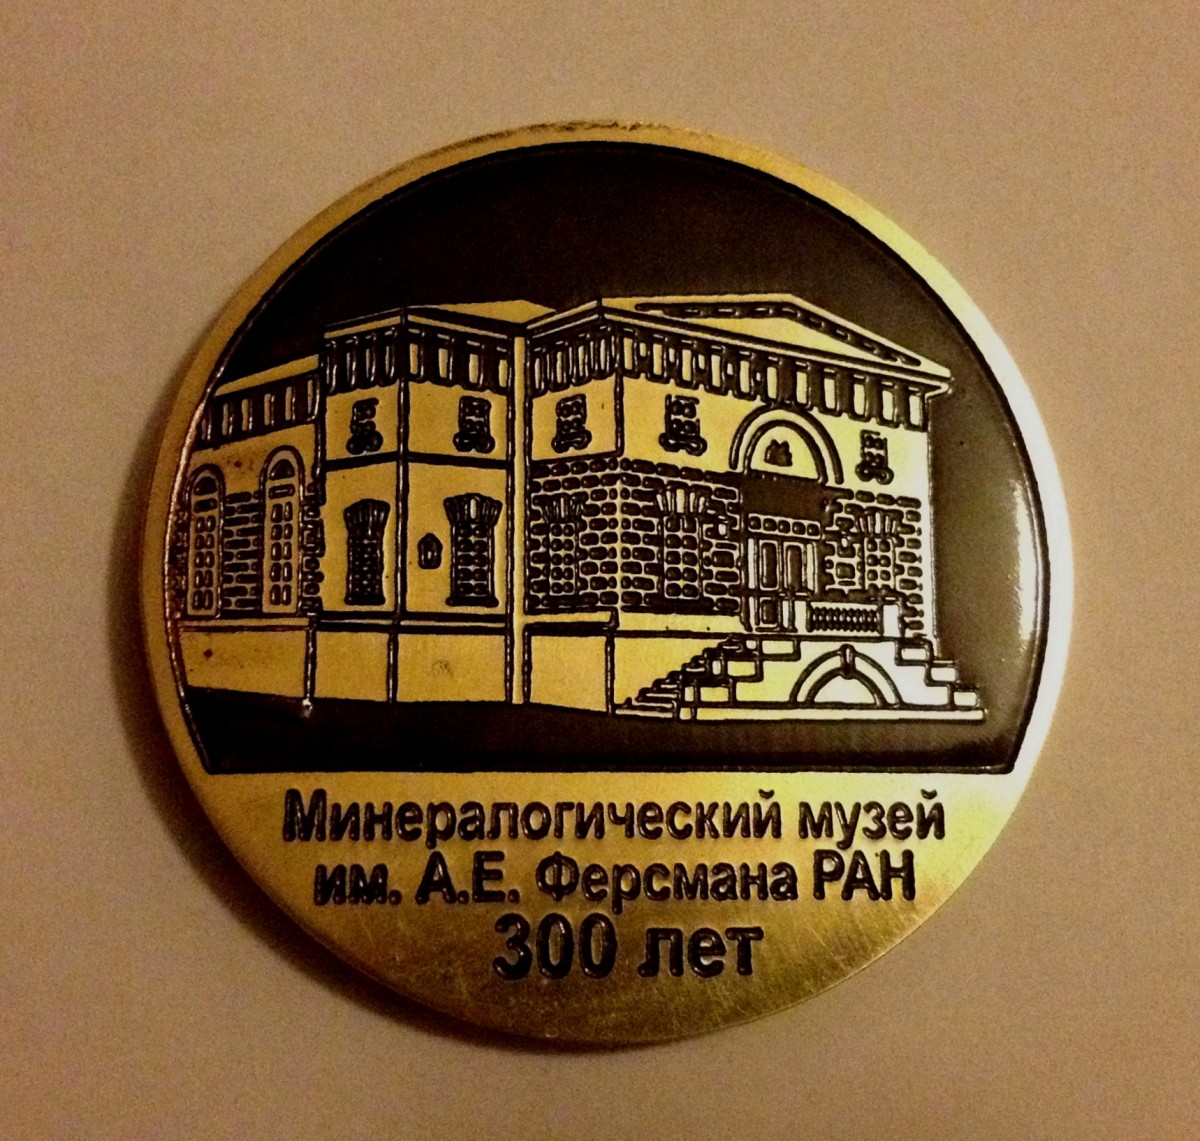 Минералогический музей
им. А.Е. Ферсмана РАН
300 лет